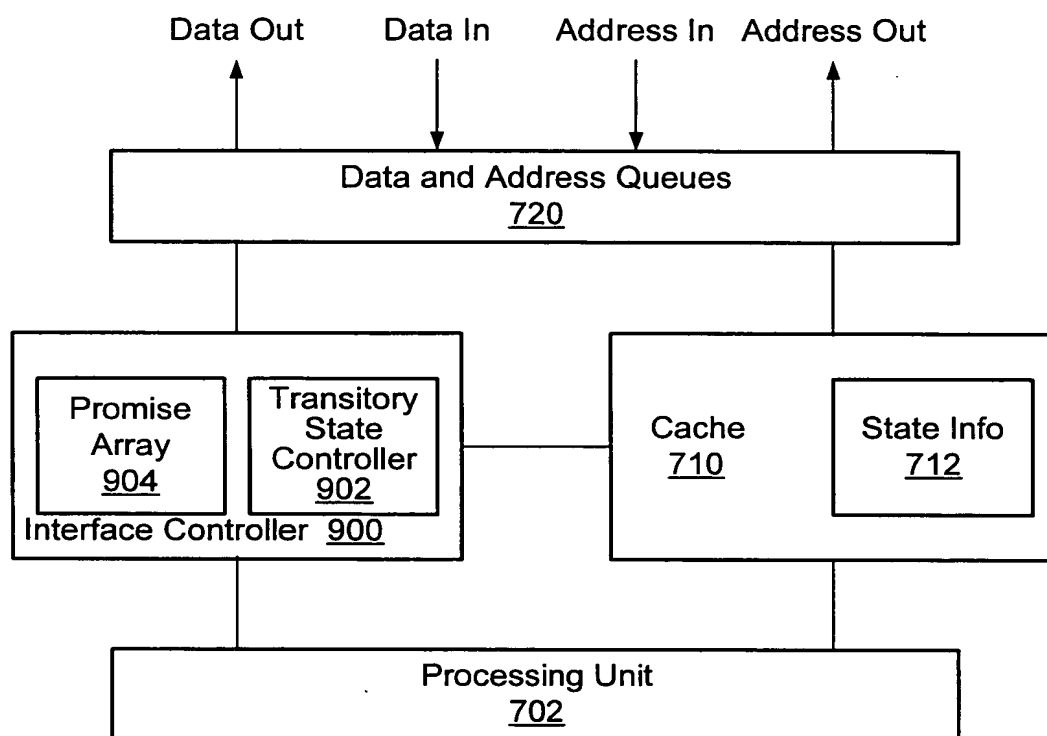 Data Out
Data In
Address In
Address Out
Data and Address Queues
720
Promise
Array
904
Transitory
State
Controller
902
Interface Controller 900
Cache
710
State Info
712
Processing Unit
702